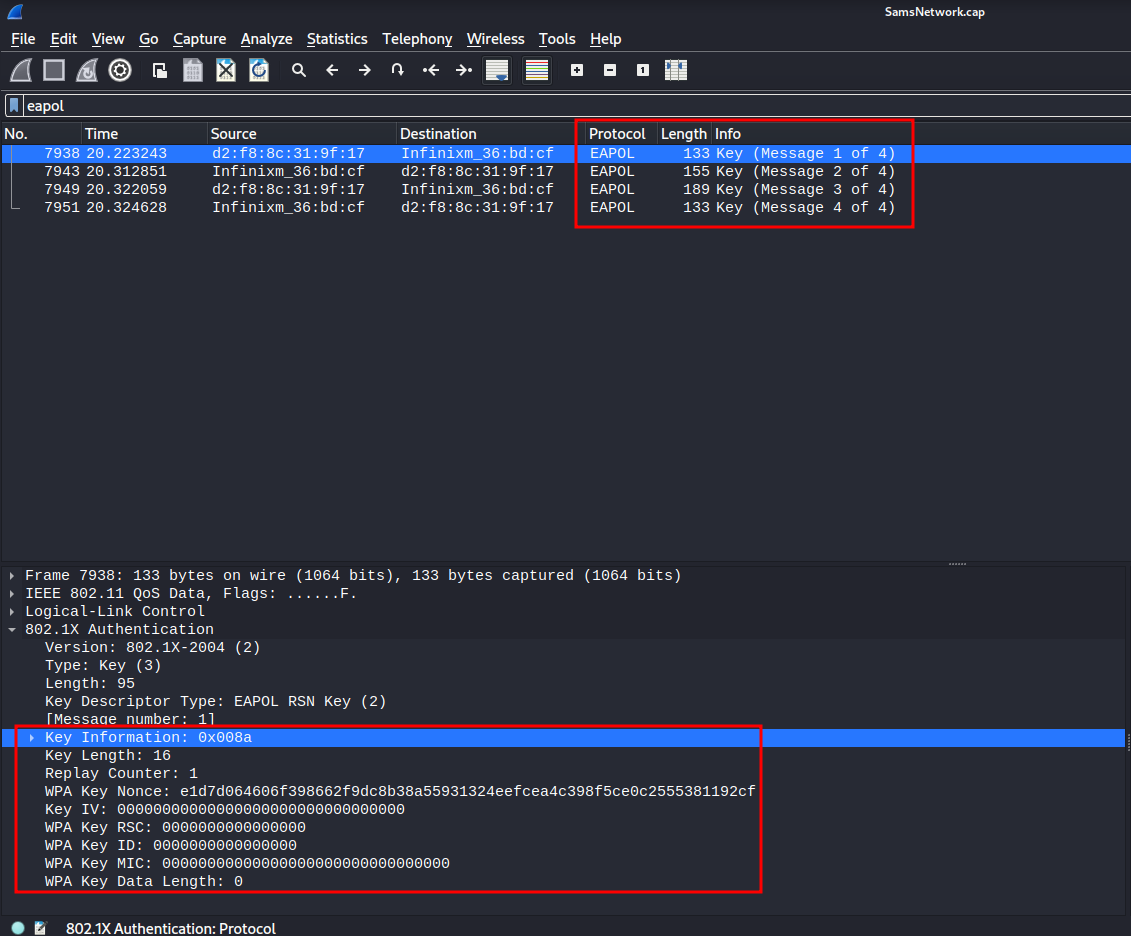 SamsNetwork.cap
File Edit View Go Capture Analyze Statistics Telephony Wireless Tools Help
eapol
No. Time Source Destination Protocol Length Info
7938 20.223243 d2:f8:8c:31:9f:17 Infinixm_36:bd:cf EAPOL 133 Key (Message 1 of 4)
7943 20.312851 Infinixm_36:bd:cf d2:f8:8c:31:9f:17 EAPOL 155 Key (Message 2 of 4)
7949 20.322059 d2:f8:8c:31:9f:17 Infinixm_36:bd:cf EAPOL 189 Key (Message 3 of 4)
7951 20.324628 Infinixm_36:bd:cf d2:f8:8c:31:9f:17 EAPOL 133 Key (Message 4 of 4)
Frame 7938: 133 bytes on wire (1064 bits), 133 bytes captured (1064 bits)
IEEE 802.11 QoS Data, Flags: ......F.
Logical-Link Control
802.1X Authentication
Version: 802.1X-2004 (2)
Type: Key (3)
Length: 95
Key Descriptor Type: EAPOL RSN Key (2)
[Message number: 1]
Key Information: 0x008a
Key Length: 16
Replay Counter: 1
WPA Key Nonce: e1d7d064606f398662f9dc8b38a55931324eefcea4c398f5ce0c2555381192cf
Key IV: 00000000000000000000000000000000
WPA Key RSC: 0000000000000000
WPA Key ID: 0000000000000000
WPA Key MIC: 00000000000000000000000000000000
WPA Key Data Length: 0
802.1X Authentication: Protocol